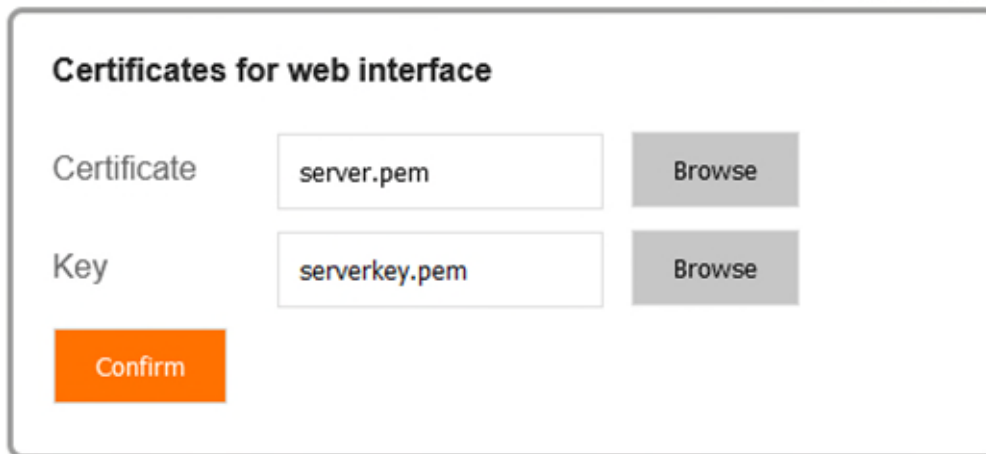 Certificates for web interface
Certificate server.pem Browse
Key serverkey.pem Browse
Confirm